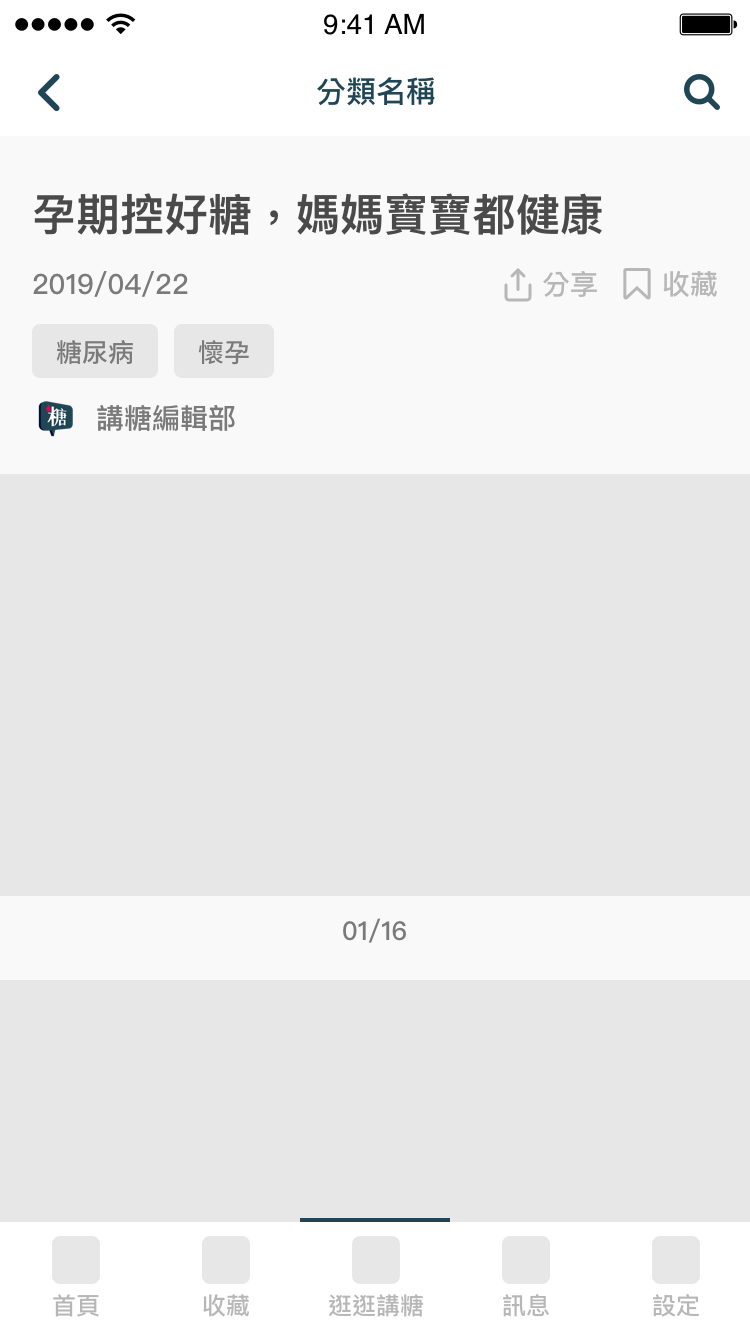 9:41 AM
分類名稱
孕期控好糖，媽媽寶寶都健康
2019/04/22
分享
收藏
糖尿病
懷孕
糖
講糖編輯部
01/16
首頁
收藏
逛逛講糖
訊息
設定